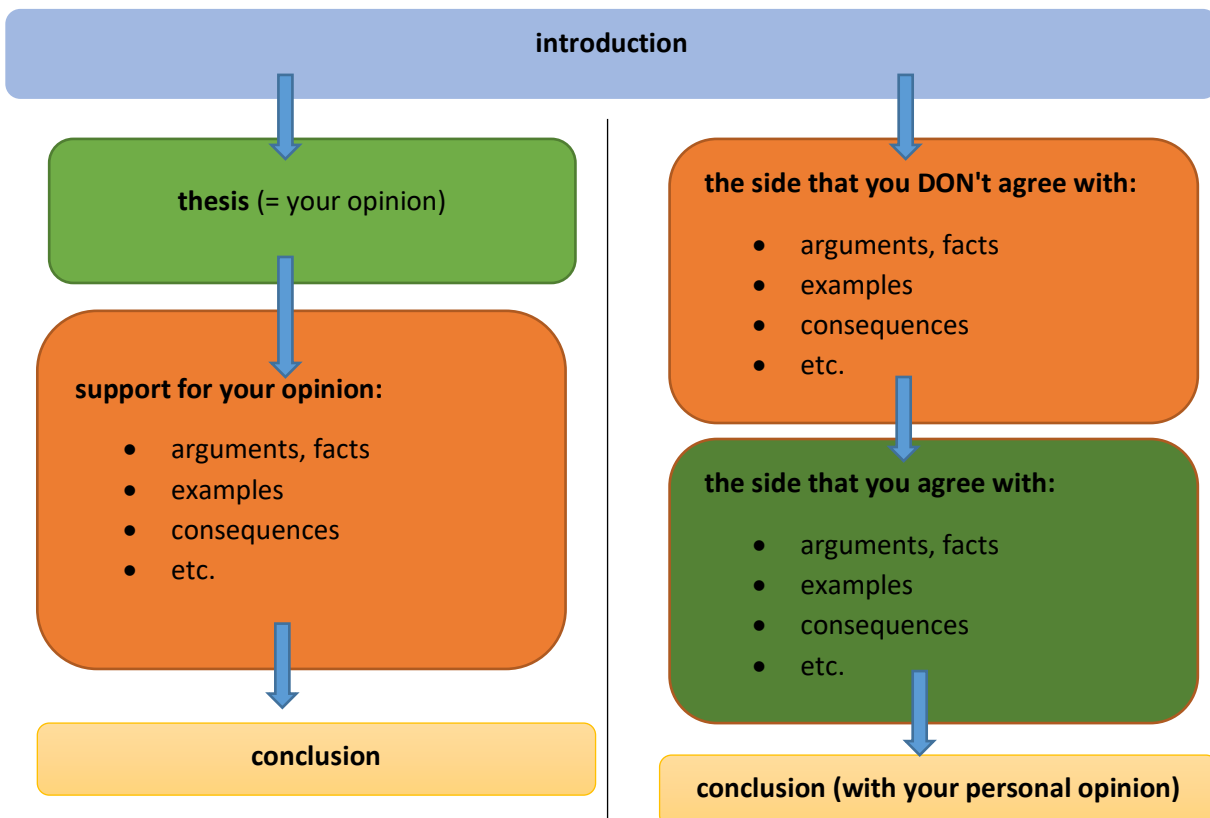 introduction
thesis (= your opinion)
support for your opinion:
• arguments, facts
• examples
• consequences
• etc.
conclusion
the side that you DON't agree with:
• arguments, facts
• examples
• consequences
• etc.
the side that you agree with:
• arguments, facts
• examples
• consequences
• etc.
conclusion (with your personal opinion)